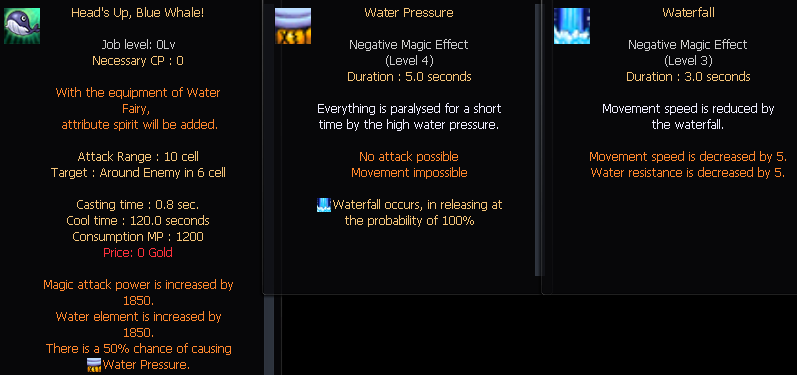 Head's Up, Blue Whale!
Job level: 0Lv
Necessary CP : 0
With the equipment of Water
Fairy,
attribute spirit will be added.
Attack Range : 10 cell
Target : Around Enemy in 6 cell
Casting time : 0.8 sec.
Cool time : 120.0 seconds
Consumption MP : 1200
Price: 0 Gold
Magic attack power is increased by
1850.
Water element is increased by
1850.
There is a 50% chance of causing
Water Pressure.
Water Pressure
Negative Magic Effect
(Level 4)
Duration : 5.0 seconds
Everything is paralysed for a short
time by the high water pressure.
No attack possible
Movement impossible
Waterfall occurs, in releasing at
the probability of 100%
Waterfall
Negative Magic Effect
(Level 3)
Duration : 3.0 seconds
Movement speed is reduced by
the waterfall.
Movement speed is decreased by 5.
Water resistance is decreased by 5.